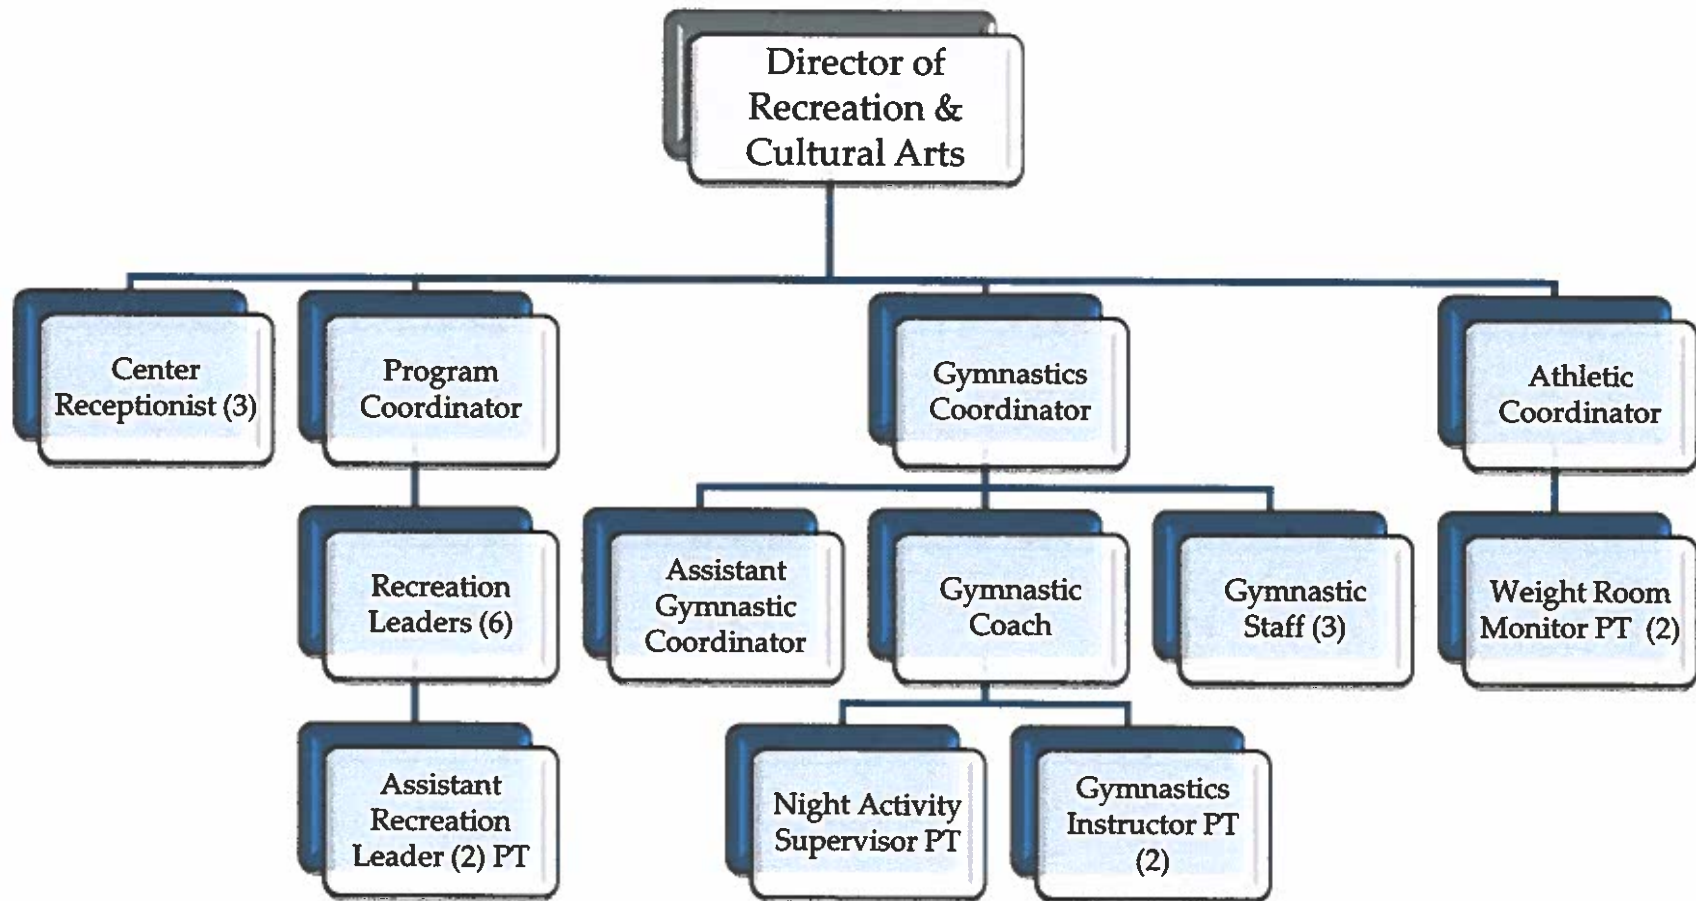 Director of
Recreation &
Cultural Arts
Center
Receptionist (3)
Program
Coordinator
Gymnastics
Coordinator
Athletic
Coordinator
Recreation
Leaders (6)
Assistant
Gymnastic
Coordinator
Gymnastic
Coach
Gymnastic
Staff (3)
Weight Room
Monitor PT (2)
Assistant
Recreation
Leader (2) PT
Night Activity
Supervisor PT
Gymnastics
Instructor PT
(2)